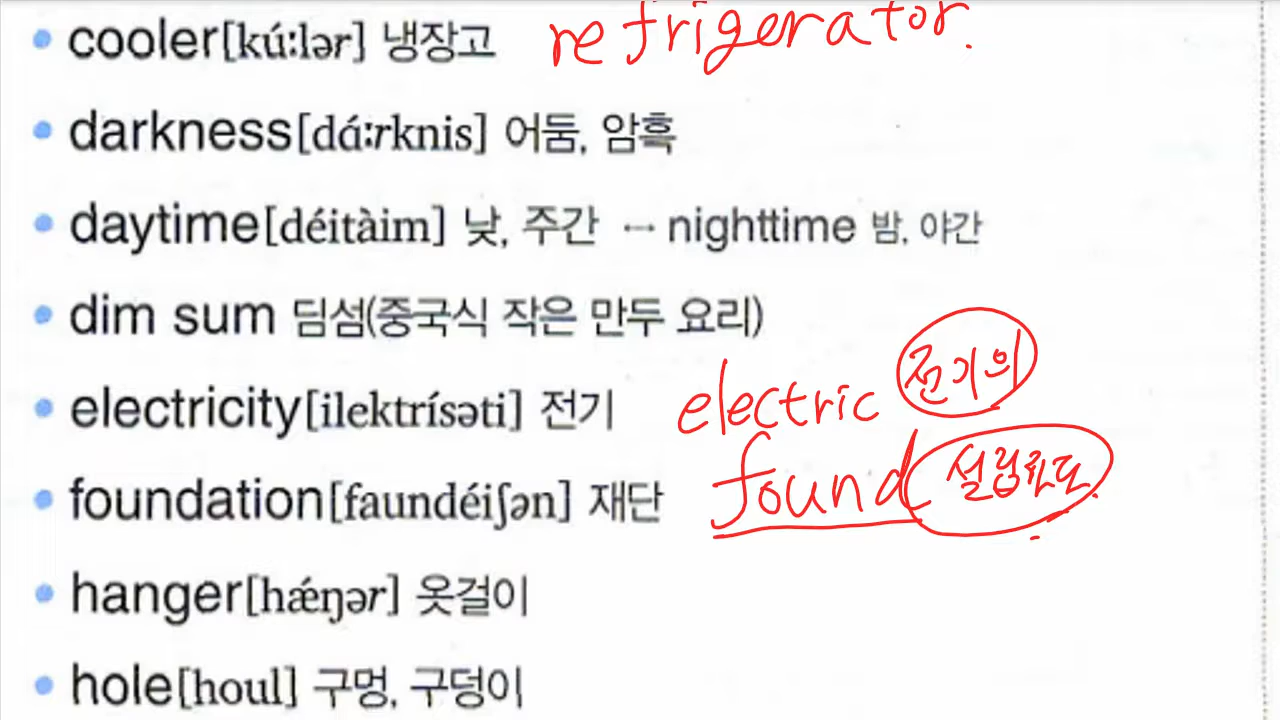 cooler[kúːlər] 냉장고 refrigerator.
darkness[dáːrknis] 어둠, 암흑
daytime[déitàim] 낮, 주간 ↔ nighttime 밤, 야간
dim sum 딤섬(중국식 작은 만두 요리)
electricity[ilektrísəti] 전기 electric 전기의
foundation[faundéiʃən] 재단 found 설립하다.
hanger[hǽŋər] 옷걸이
hole[houl] 구멍, 구덩이